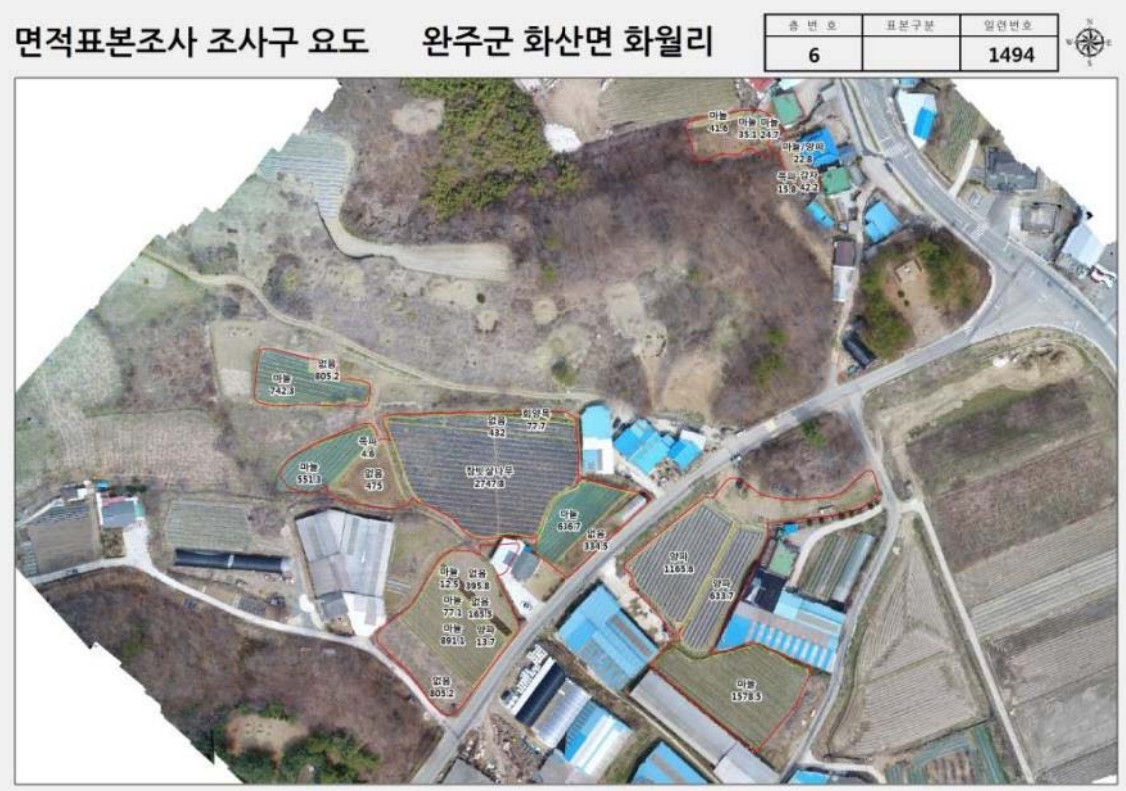 면적표본조사 조사구 요도 완주군 화산면 화월리
층 번 호 표본구분 일련번호
6 1494
N
W E
S
마늘 마늘 마늘
41.6 35.1 24.7
마늘/양파
22.8
쪽파 감자
15.8 42.2
없음
805.2
마늘
742.3
회양목
77.7
없음
432
쪽파
4.6
마늘
551.3
없음
475
참빗살나무
2747.8
마늘
636.7
없음
334.5
양파
1165.8
양파
633.7
마늘 없음
12.5 395.8
마늘 없음
77.1 165.5
마늘 양파
891.1 13.7
없음
805.2
마늘
1578.5